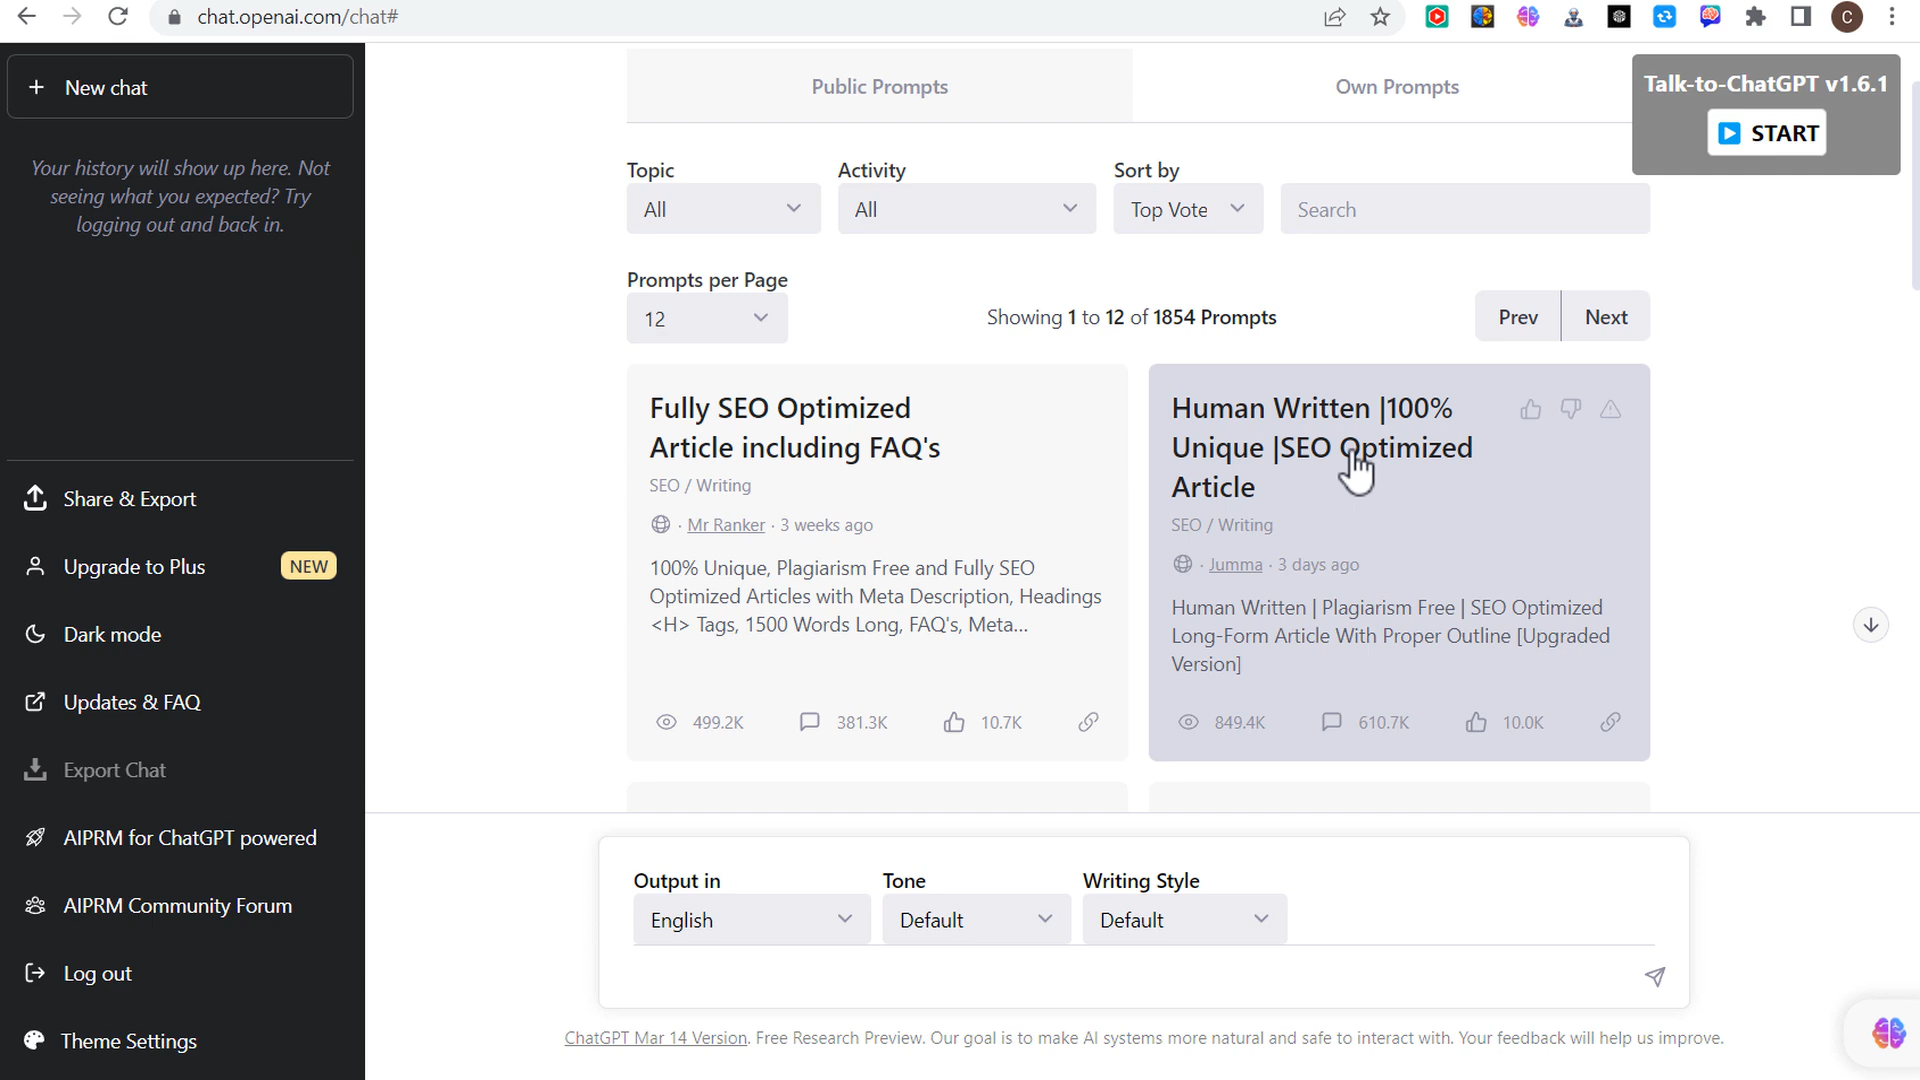 chat.openai.com/chat#
C
New chat
Your history will show up here. Not
seeing what you expected? Try
logging out and back in.
Share & Export
Upgrade to Plus
NEW
Dark mode
Updates & FAQ
Export Chat
AIPRM for ChatGPT powered
AIPRM Community Forum
Log out
Theme Settings
Public Prompts
Own Prompts
Talk-to-ChatGPT v1.6.1
START
Topic
Activity
Sort by
All
All
Top Vote
Search
Prompts per Page
12
Showing 1 to 12 of 1854 Prompts
Prev
Next
Fully SEO Optimized
Article including FAQ's
SEO / Writing
· Mr Ranker · 3 weeks ago
100% Unique, Plagiarism Free and Fully SEO
Optimized Articles with Meta Description, Headings
<H> Tags, 1500 Words Long, FAQ's, Meta...
499.2K
381.3K
10.7K
Human Written |100%
Unique |SEO Optimized
Article
SEO / Writing
· Jumma · 3 days ago
Human Written | Plagiarism Free | SEO Optimized
Long-Form Article With Proper Outline [Upgraded
Version]
849.4K
610.7K
10.0K
Output in
Tone
Writing Style
English
Default
Default
ChatGPT Mar 14 Version. Free Research Preview. Our goal is to make AI systems more natural and safe to interact with. Your feedback will help us improve.